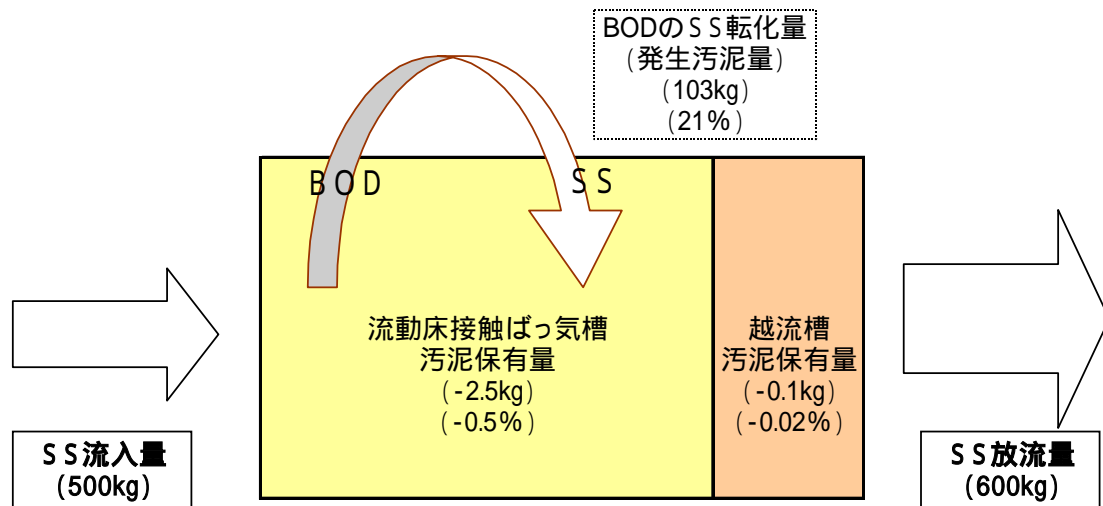 BODのSS転化量
(発生汚泥量)
(103kg)
(21%)
BOD
SS
流動床接触ばっ気槽
汚泥保有量
(-2.5kg)
(-0.5%)
越流槽
汚泥保有量
(-0.1kg)
(-0.02%)
SS流入量
(500kg)
SS放流量
(600kg)